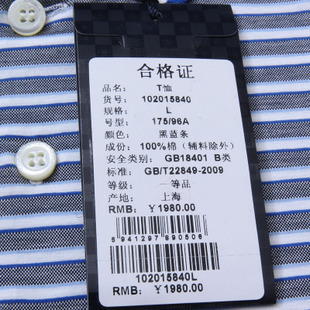 合格证
品名: T恤
货号: 102015840
规格: L
号型: 175/96A
颜色: 黑蓝条
成份: 100%棉（辅料除外）
安全类别: GB18401 B类
标准: GB/T22849-2009
等级: 一等品
产地: 上海
RMB: ￥1980.00
8941297990506
102015840L
RMB: ￥1980.00